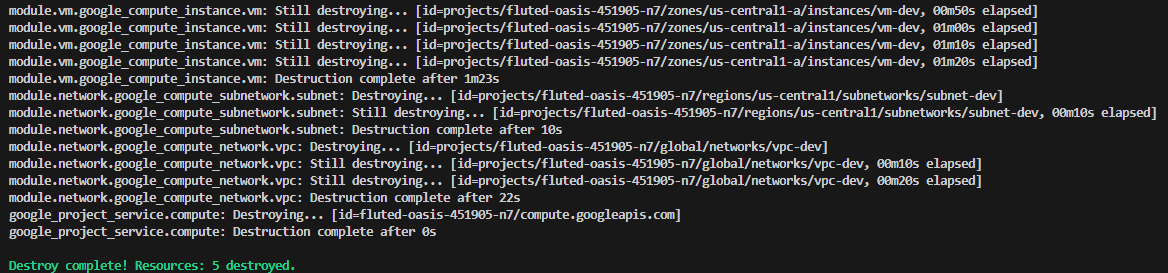 module.vm.google_compute_instance.vm: Still destroying... [id=projects/fluted-oasis-451905-n7/zones/us-central1-a/instances/vm-dev, 00m50s elapsed]
module.vm.google_compute_instance.vm: Still destroying... [id=projects/fluted-oasis-451905-n7/zones/us-central1-a/instances/vm-dev, 01m00s elapsed]
module.vm.google_compute_instance.vm: Still destroying... [id=projects/fluted-oasis-451905-n7/zones/us-central1-a/instances/vm-dev, 01m10s elapsed]
module.vm.google_compute_instance.vm: Still destroying... [id=projects/fluted-oasis-451905-n7/zones/us-central1-a/instances/vm-dev, 01m20s elapsed]
module.vm.google_compute_instance.vm: Destruction complete after 1m23s
module.network.google_compute_subnetwork.subnet: Destroying... [id=projects/fluted-oasis-451905-n7/regions/us-central1/subnetworks/subnet-dev]
module.network.google_compute_subnetwork.subnet: Still destroying... [id=projects/fluted-oasis-451905-n7/regions/us-central1/subnetworks/subnet-dev, 00m10s elapsed]
module.network.google_compute_subnetwork.subnet: Destruction complete after 10s
module.network.google_compute_network.vpc: Destroying... [id=projects/fluted-oasis-451905-n7/global/networks/vpc-dev]
module.network.google_compute_network.vpc: Still destroying... [id=projects/fluted-oasis-451905-n7/global/networks/vpc-dev, 00m10s elapsed]
module.network.google_compute_network.vpc: Still destroying... [id=projects/fluted-oasis-451905-n7/global/networks/vpc-dev, 00m20s elapsed]
module.network.google_compute_network.vpc: Destruction complete after 22s
google_project_service.compute: Destroying... [id=fluted-oasis-451905-n7/compute.googleapis.com]
google_project_service.compute: Destruction complete after 0s
Destroy complete! Resources: 5 destroyed.